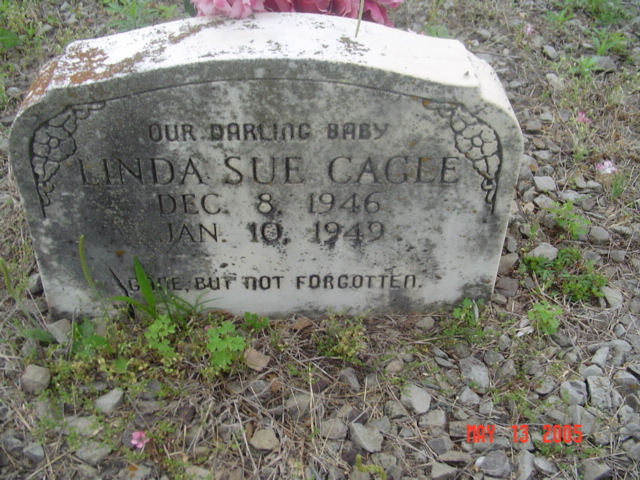 OUR DARLING BABY
LINDA SUE CAGLE
DEC. 8, 1946
JAN. 10, 1949
GONE, BUT NOT FORGOTTEN.
MAY 13 2005